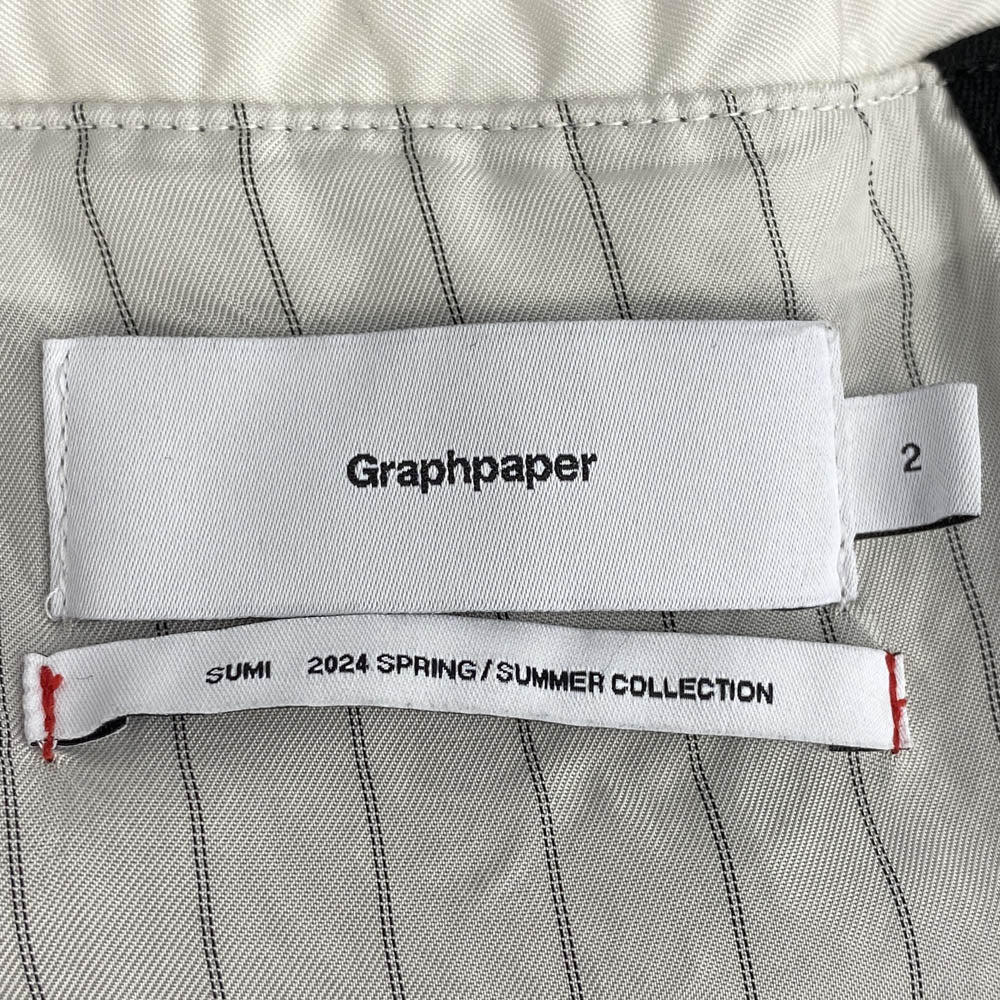 Graphpaper
2
SUMI 2024 SPRING/SUMMER COLLECTION